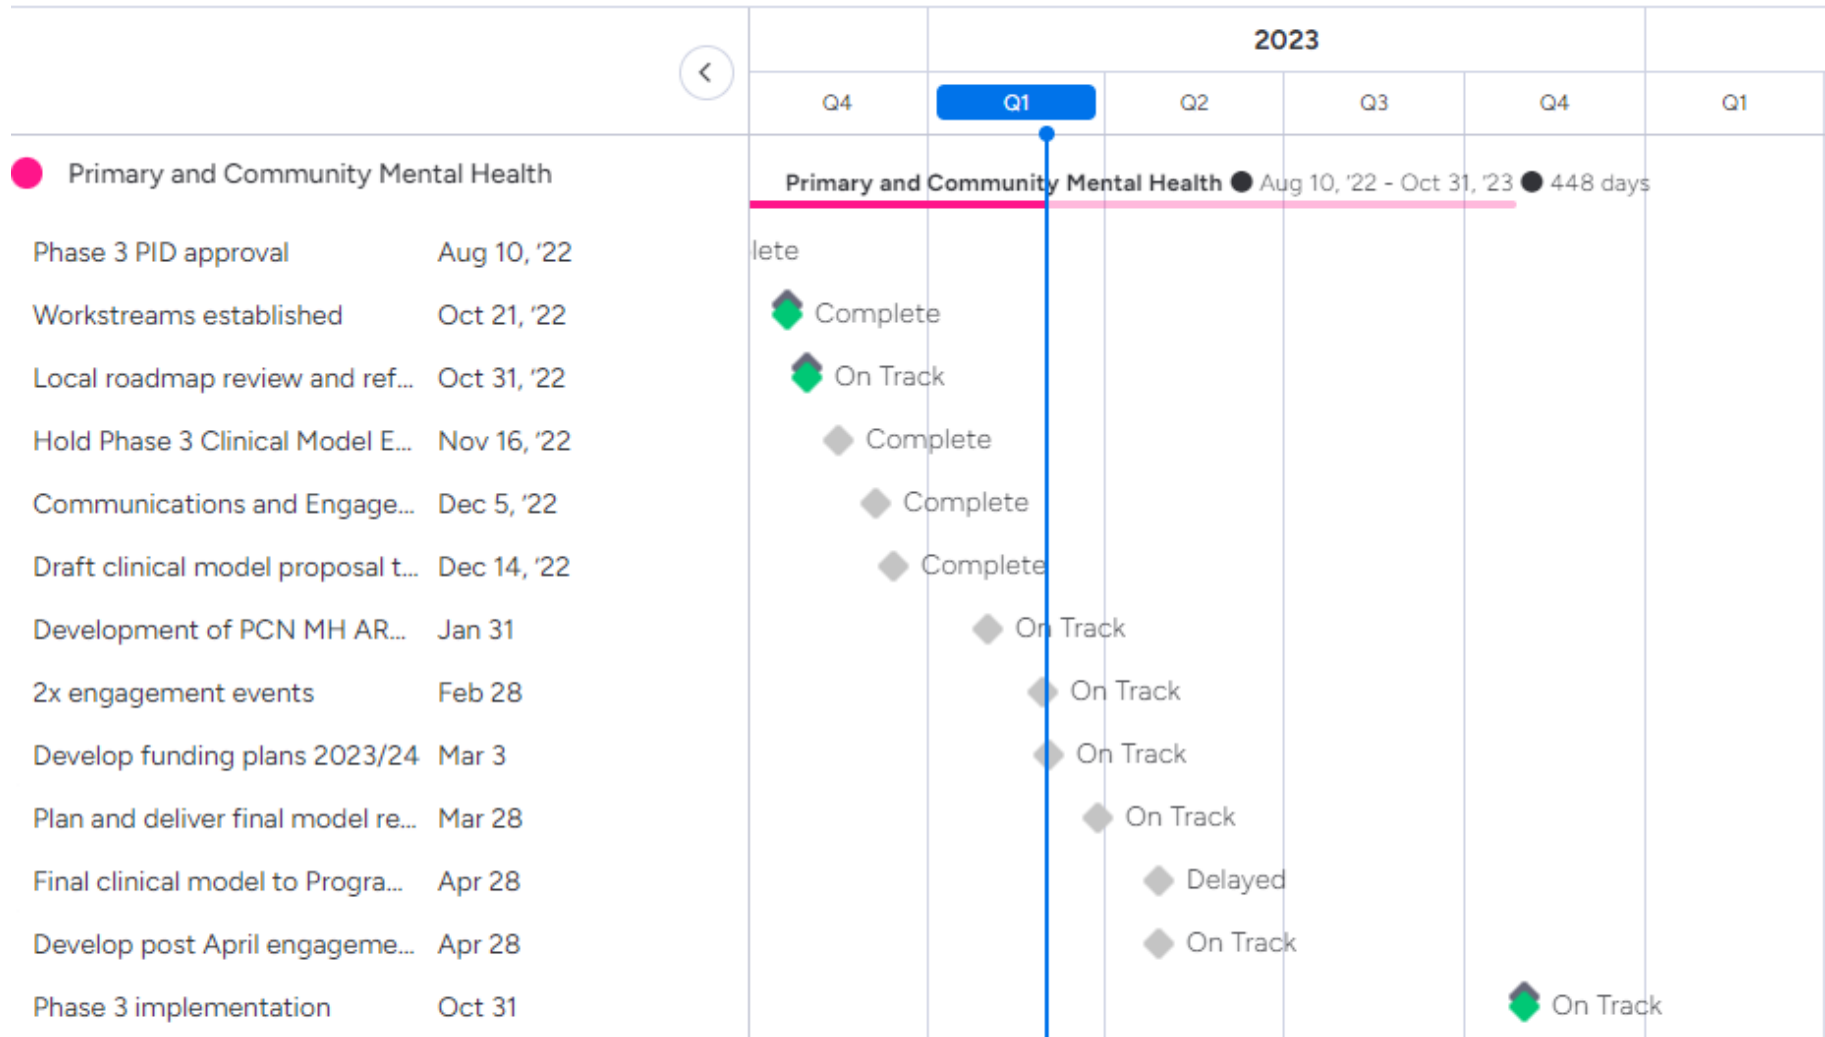 2023
Q4 Q1 Q2 Q3 Q4 Q1
Primary and Community Mental Health
Primary and Community Mental Health ● Aug 10, '22 - Oct 31, '23 ● 448 days
Phase 3 PID approval Aug 10, '22 lete
Workstreams established Oct 21, '22 Complete
Local roadmap review and ref... Oct 31, '22 On Track
Hold Phase 3 Clinical Model E... Nov 16, '22 Complete
Communications and Engage... Dec 5, '22 Complete
Draft clinical model proposal t... Dec 14, '22 Complete
Development of PCN MH AR... Jan 31 On Track
2x engagement events Feb 28 On Track
Develop funding plans 2023/24 Mar 3 On Track
Plan and deliver final model re... Mar 28 On Track
Final clinical model to Progra... Apr 28 Delayed
Develop post April engageme... Apr 28 On Track
Phase 3 implementation Oct 31 On Track